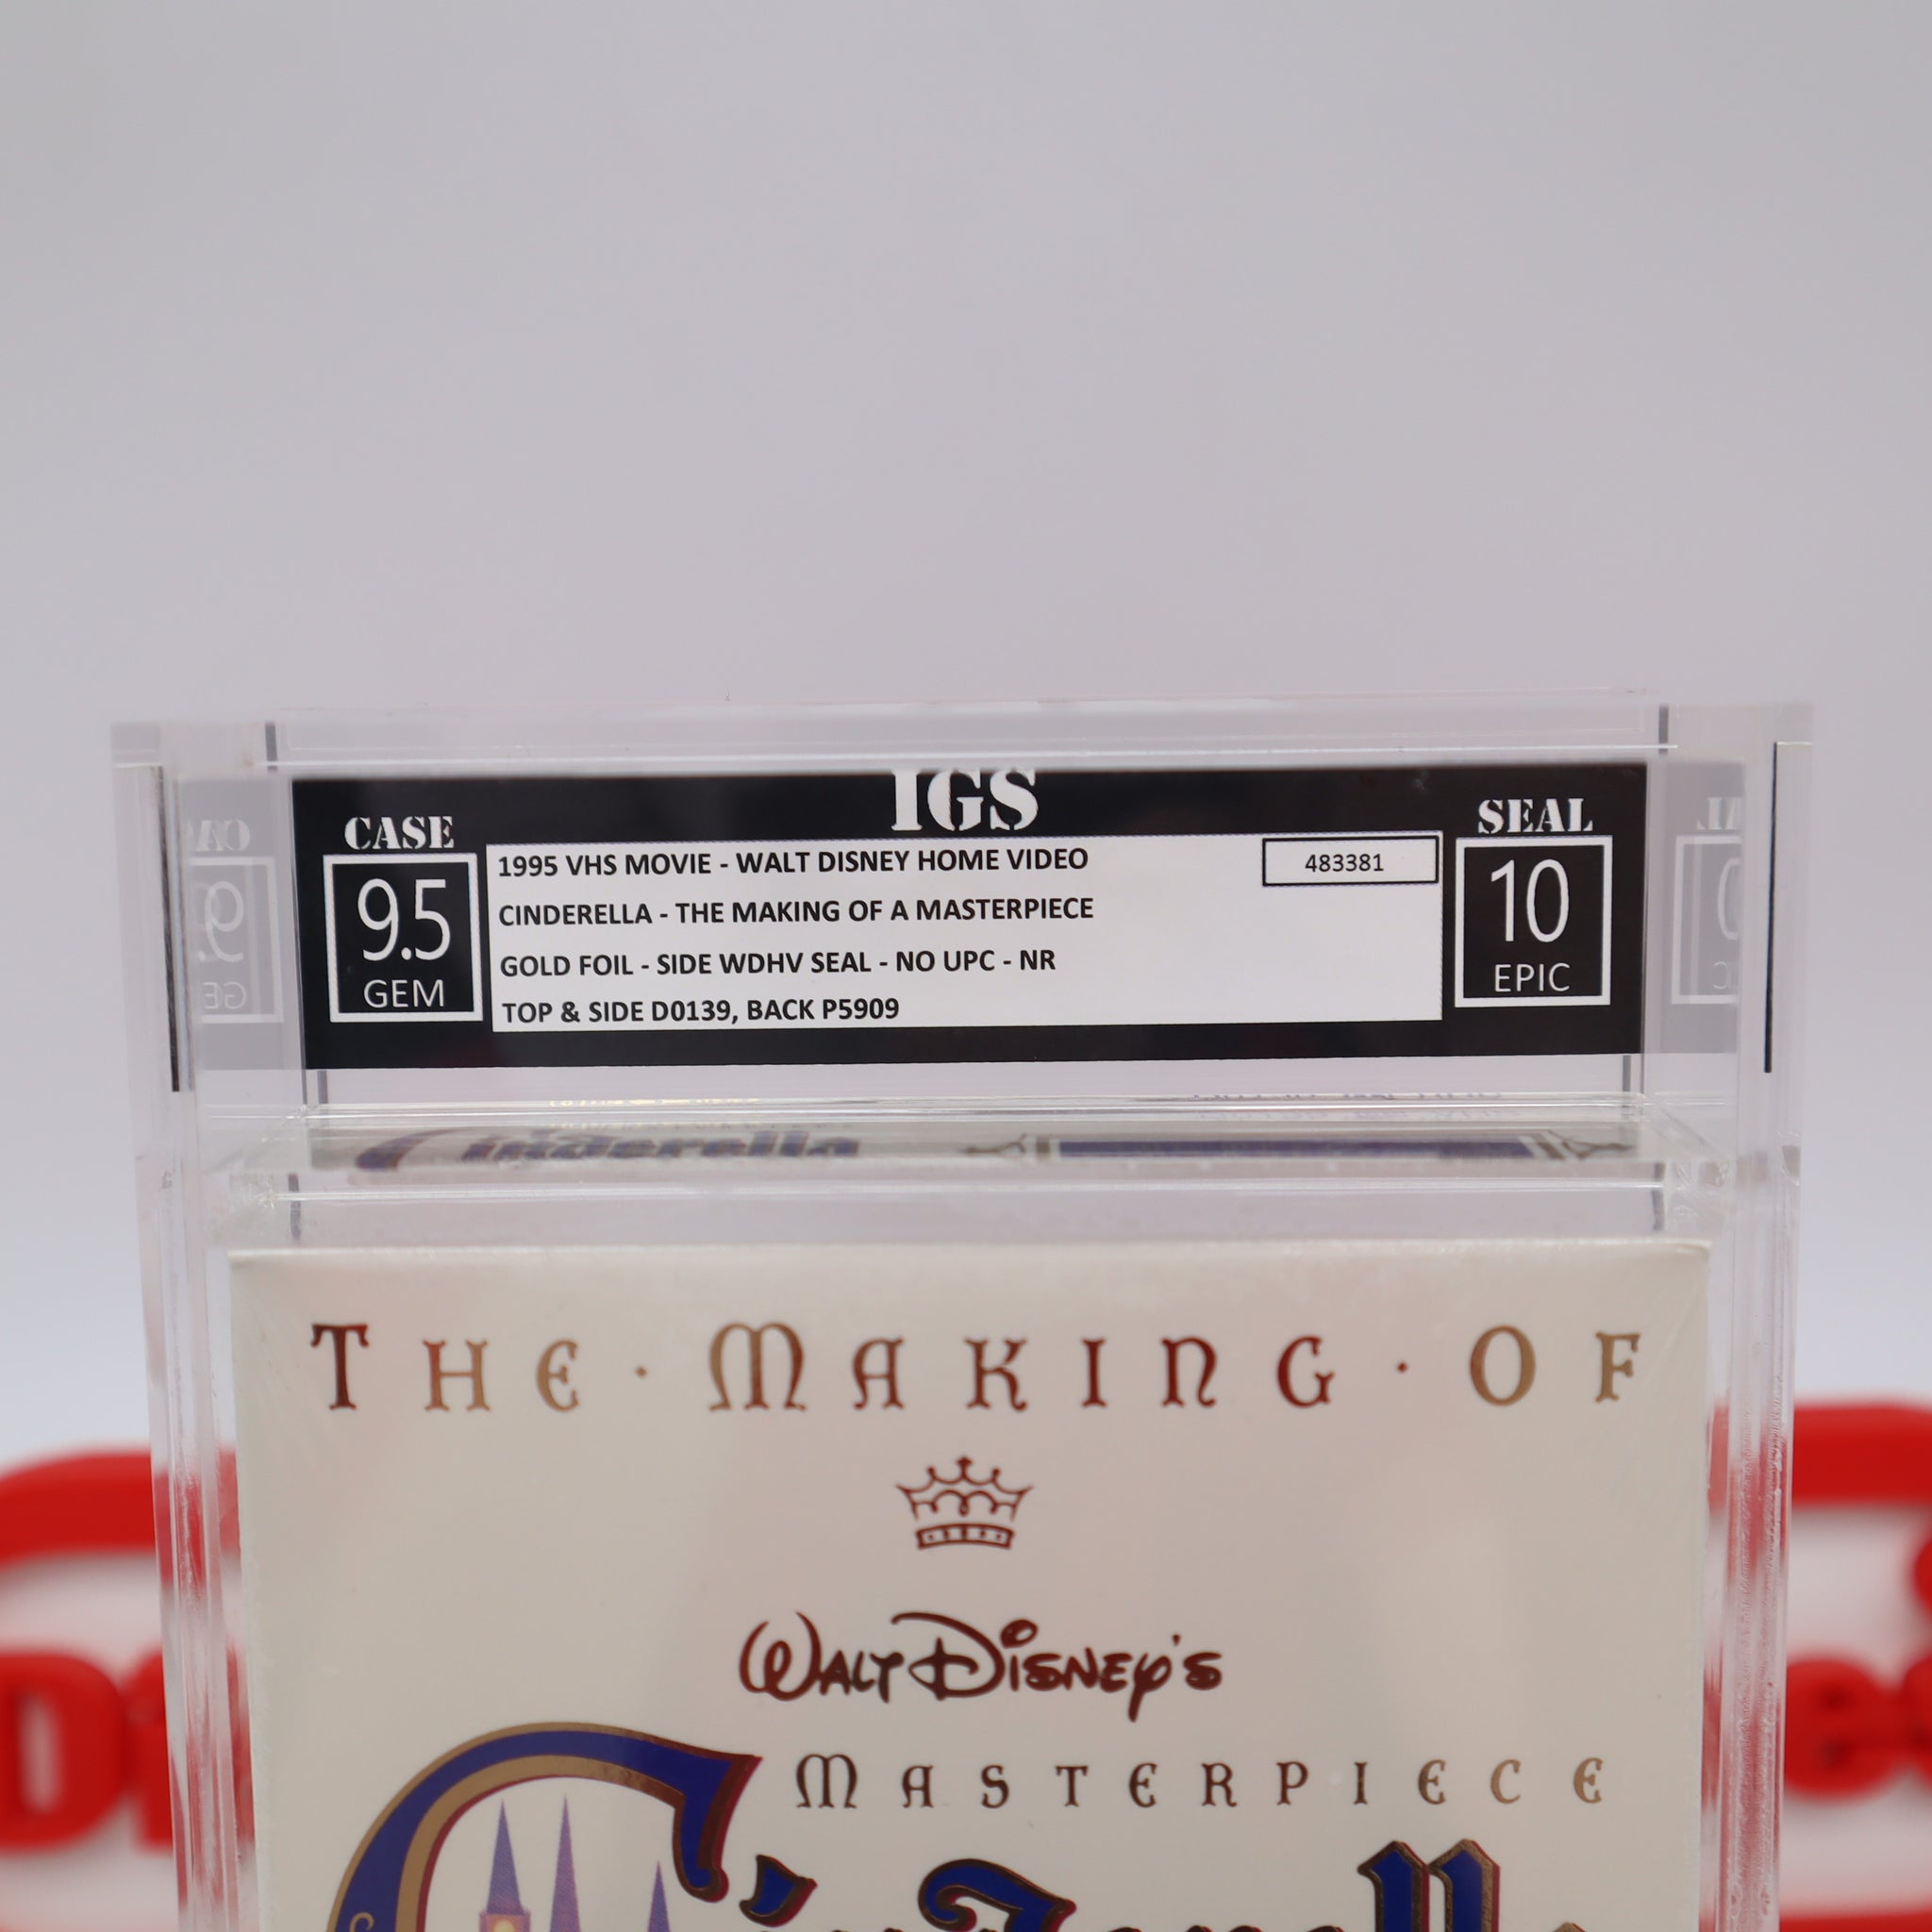 IGS
CASE
9.5
GEM
1995 VHS MOVIE - WALT DISNEY HOME VIDEO
483381
CINDERELLA - THE MAKING OF A MASTERPIECE
GOLD FOIL - SIDE WDHV SEAL - NO UPC - NR
TOP & SIDE D0139, BACK P5909
SEAL
10
EPIC
Cinderella
THE · MAKING · OF
WALT DISNEY'S
MASTERPIECE
Cinderella